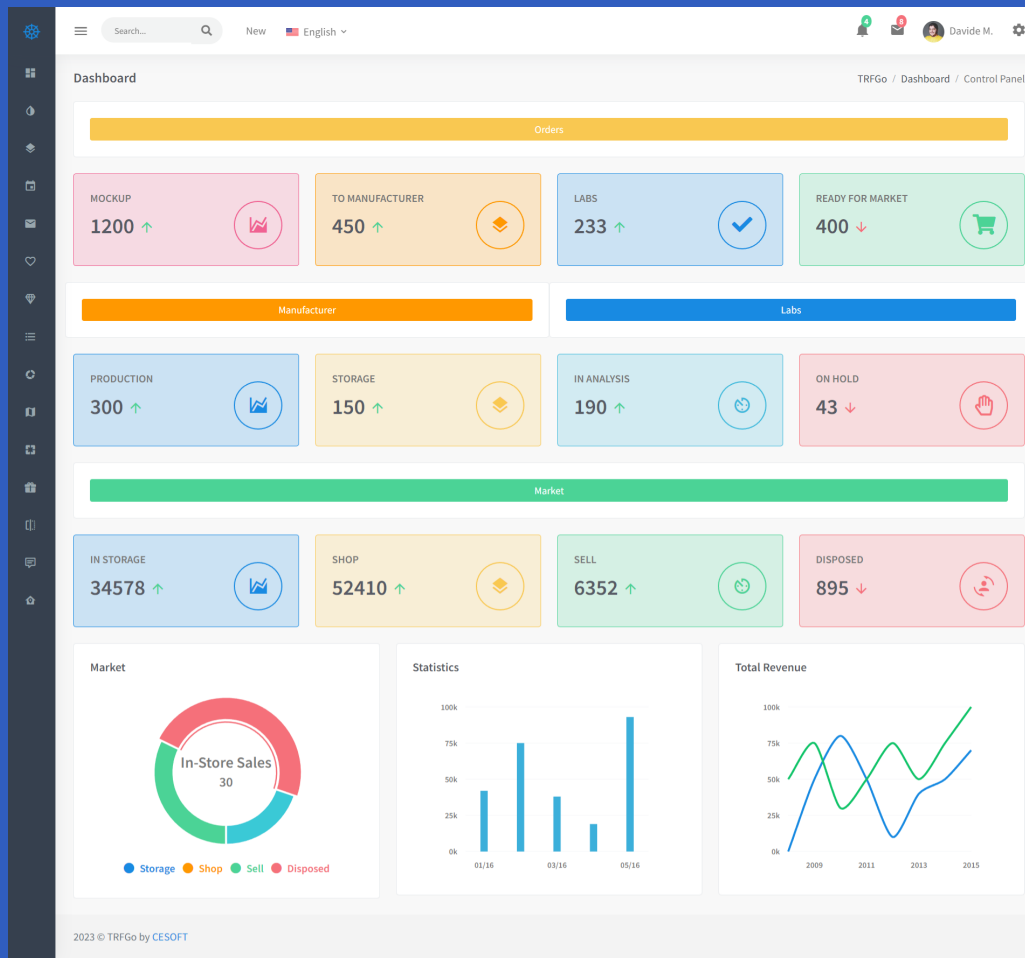 Search... New English 4 8 Davide M.
Dashboard TRFGo / Dashboard / Control Panel
Orders
MOCKUP TO MANUFACTURER LABS READY FOR MARKET
1200 450 233 400
Manufacturer Labs
PRODUCTION STORAGE IN ANALYSIS ON HOLD
300 150 190 43
Market
IN STORAGE SHOP SELL DISPOSED
34578 52410 6352 895
Market
In-Store Sales
30
Storage Shop Sell Disposed
Statistics
100k
75k
50k
25k
0k
01/16 03/16 05/16
Total Revenue
100k
75k
50k
25k
0k
2009 2011 2013 2015
2023 © TRFGo by CESOFT